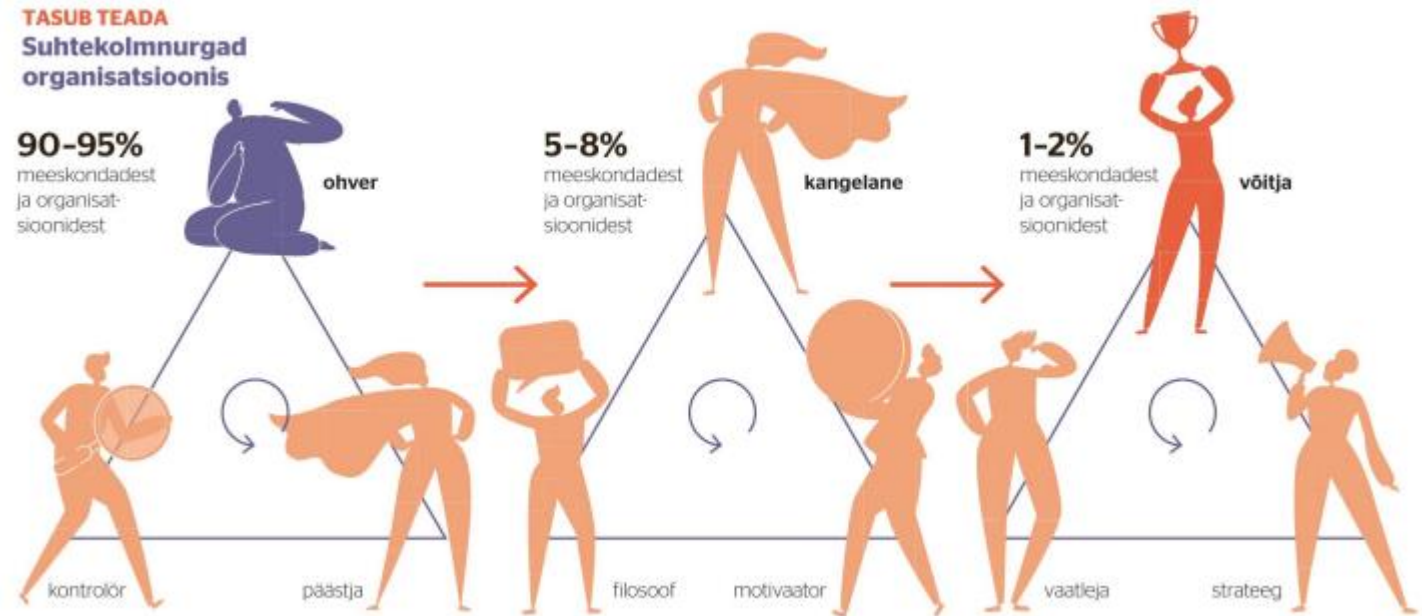 TASUB TEADA
Suhtekolmnurgad
organisatsioonis
90-95%
meeskondadest
ja organisat-
sioonidest
ohver
kontrolör
päästja
5-8%
meeskondadest
ja organisat-
sioonidest
kangelane
filosoof
motivaator
1-2%
meeskondadest
ja organisat-
sioonidest
võitja
vaatleja
strateeg